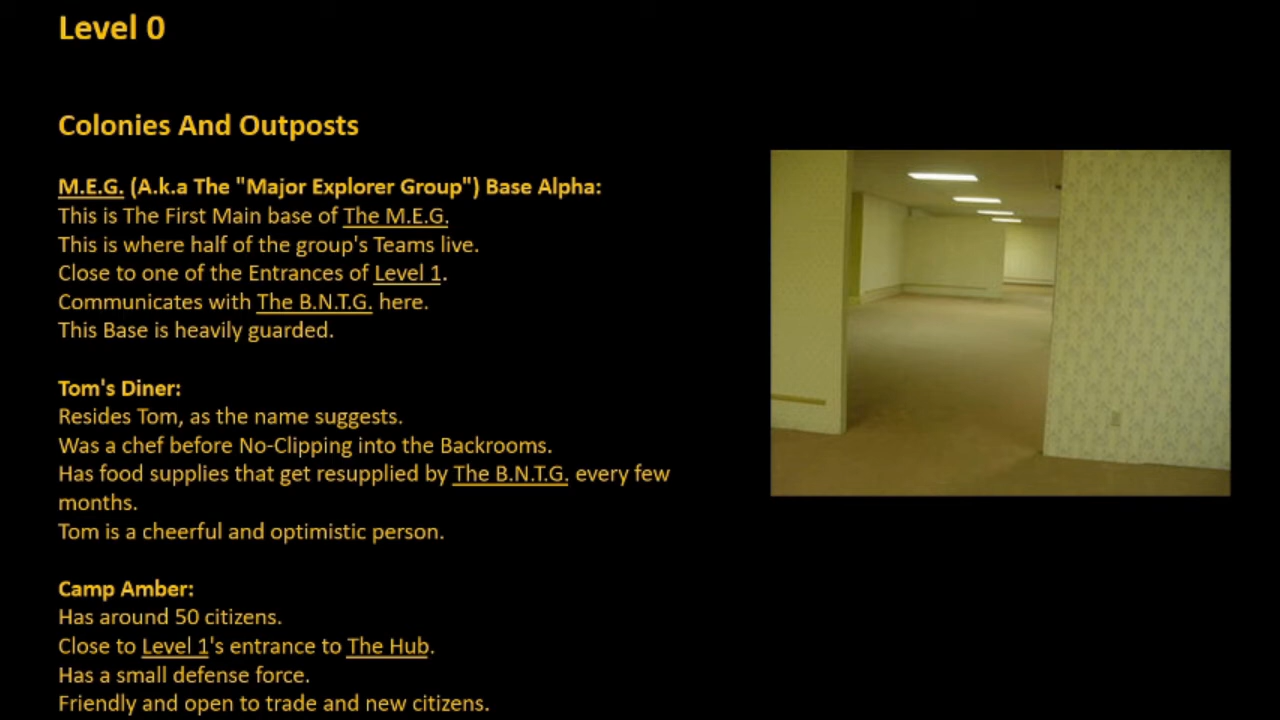 Level 0
Colonies And Outposts
M.E.G. (A.k.a The "Major Explorer Group") Base Alpha:
This is The First Main base of The M.E.G.
This is where half of the group's Teams live.
Close to one of the Entrances of Level 1.
Communicates with The B.N.T.G. here.
This Base is heavily guarded.
Tom's Diner:
Resides Tom, as the name suggests.
Was a chef before No-Clipping into the Backrooms.
Has food supplies that get resupplied by The B.N.T.G. every few
months.
Tom is a cheerful and optimistic person.
Camp Amber:
Has around 50 citizens.
Close to Level 1's entrance to The Hub.
Has a small defense force.
Friendly and open to trade and new citizens.